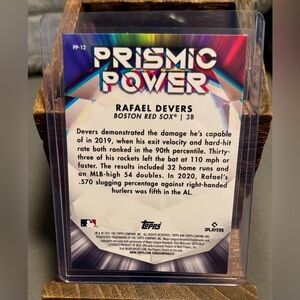 PP-12
PRISMIC
POWER
RAFAEL DEVERS
BOSTON RED SOX | 3B
Devers demonstrated the damage he's capable
of in 2019, when his exit velocity and hard-hit
rate both ranked in the 90th percentile. Thirty-
three of his rockets left the bat at 110 mph or
faster. The results included 32 home runs and
an MLB-high 54 doubles. In 2020, Rafael's
.570 slugging percentage against right-handed
hurlers was fifth in the AL.
Topps
PLAYERS